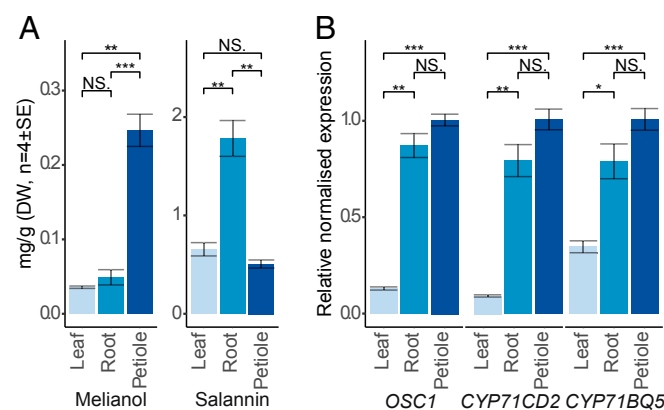 A
B
mg/g (DW, n=4±SE)
0.3
0.2
0.1
0.0
**
NS.
***
Leaf
Root
Petiole
Melianol
2
1
0
NS.
**
**
Leaf
Root
Petiole
Salannin
Relative normalised expression
1.0
0.5
0.0
***
NS.
**
***
NS.
**
***
NS.
*
Leaf
Root
Petiole
Leaf
Root
Petiole
Leaf
Root
Petiole
OSC1 CYP71CD2 CYP71BQ5